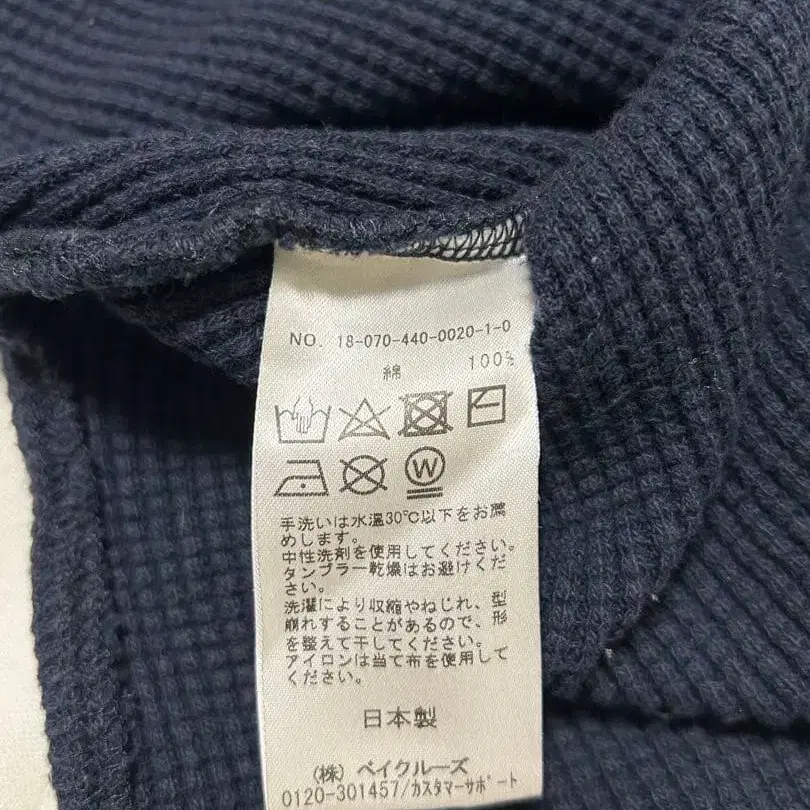 NO. 18-070-440-0020-1-0
綿 100%
W
手洗いは水温30℃以下をお薦
めします。
中性洗剤を使用してください。
タンブラー乾燥はお避けくだ
さい。
洗濯により収縮やねじれ、型
崩れすることがあるので、形
を整えて干してください。
アイロンは当て布を使用して
ください。
日本製
(株) ベイクルーズ
0120-301457/カスタマーサポート